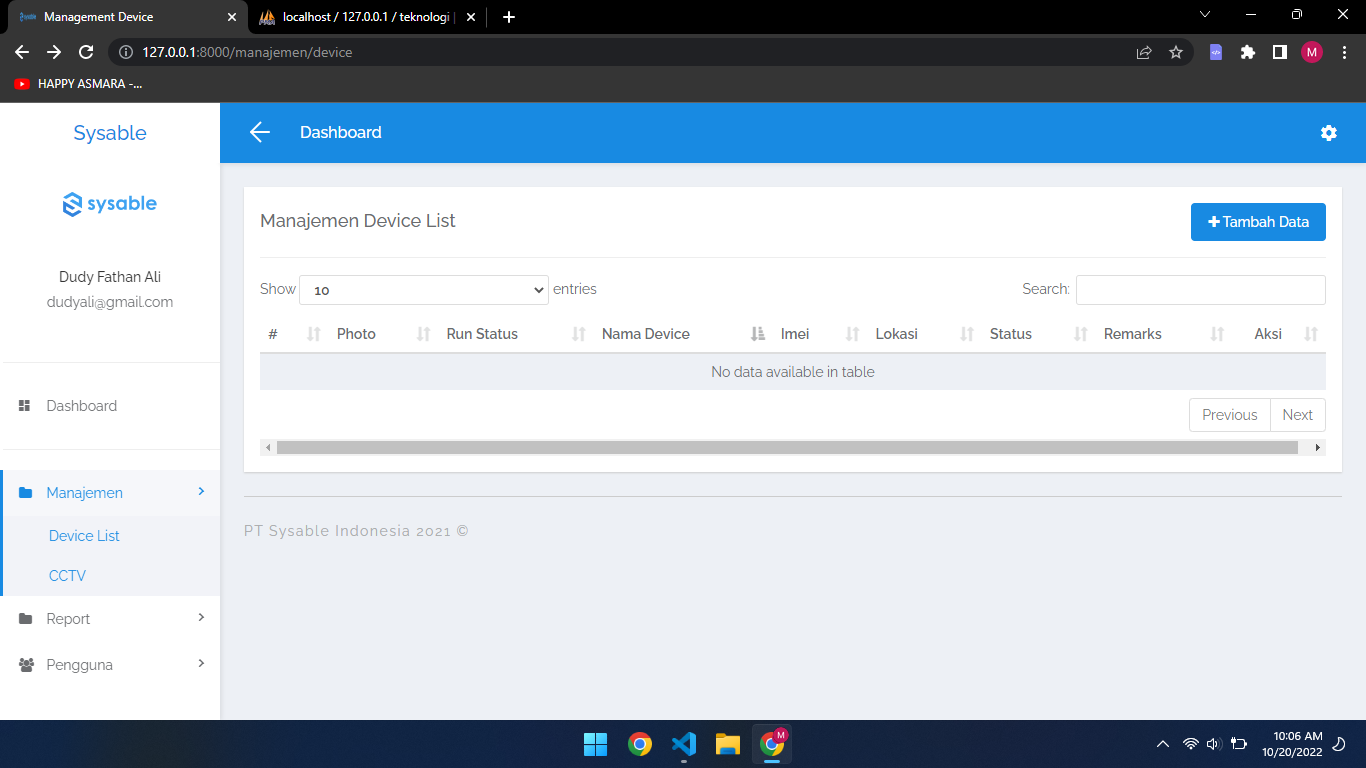 Management Device
localhost / 127.0.0.1 / teknologi
127.0.0.1:8000/manajemen/device
M
HAPPY ASMARA -...
Sysable
Dashboard
sysable
Dudy Fathan Ali
dudyali@gmail.com
Dashboard
Manajemen
Device List
CCTV
Report
Pengguna
Manajemen Device List
Tambah Data
Show 10 entries
Search:
# Photo Run Status Nama Device Imei Lokasi Status Remarks Aksi
No data available in table
Previous Next
PT Sysable Indonesia 2021 ©
M
10:06 AM
10/20/2022